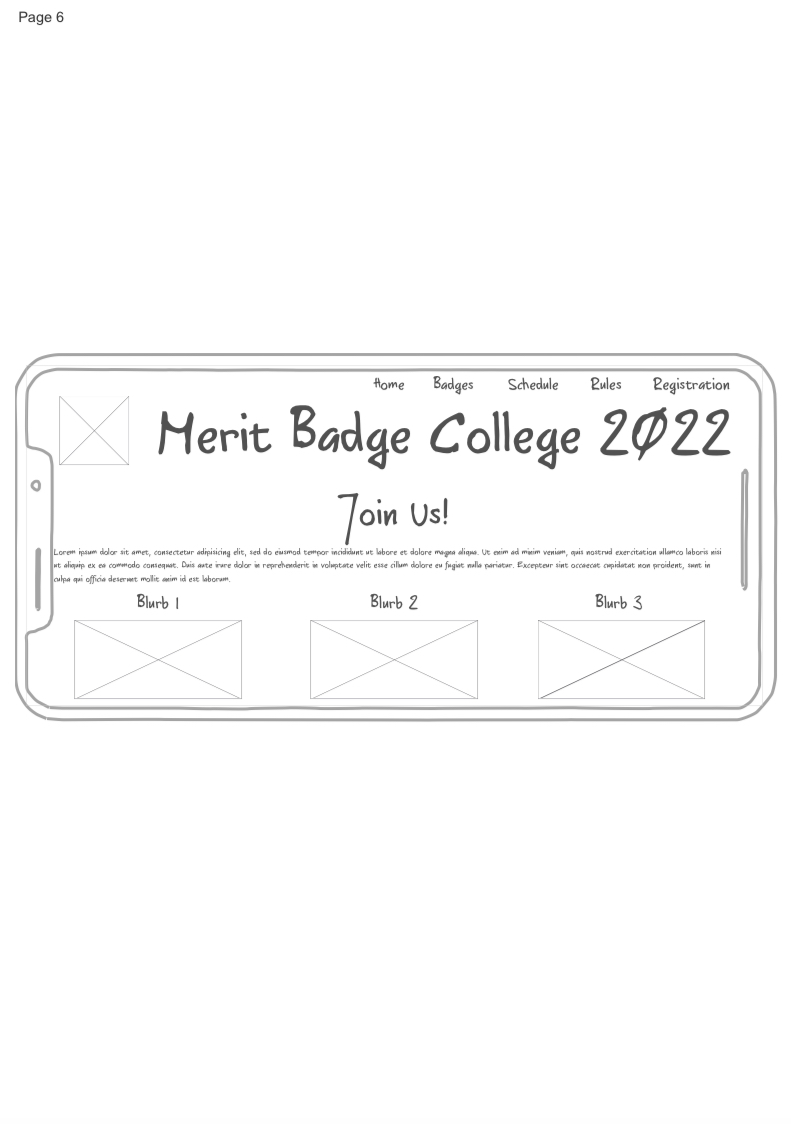 Page 6
Home Badges Schedule Rules Registration
Merit Badge College 2022
Join Us!
Lorem ipsum dolor sit amet, consectetur adipisicing elit, sed do eiusmod tempor incididunt ut labore et dolore magna aliqua. Ut enim ad minim veniam, quis nostrud exercitation ullamco laboris nisi
ut aliquip ex ea commodo consequat. Duis aute irure dolor in reprehenderit in voluptate velit esse cillum dolore eu fugiat nulla pariatur. Excepteur sint occaecat cupidatat non proident, sunt in
culpa qui officia deserunt mollit anim id est laborum.
Blurb 1 Blurb 2 Blurb 3